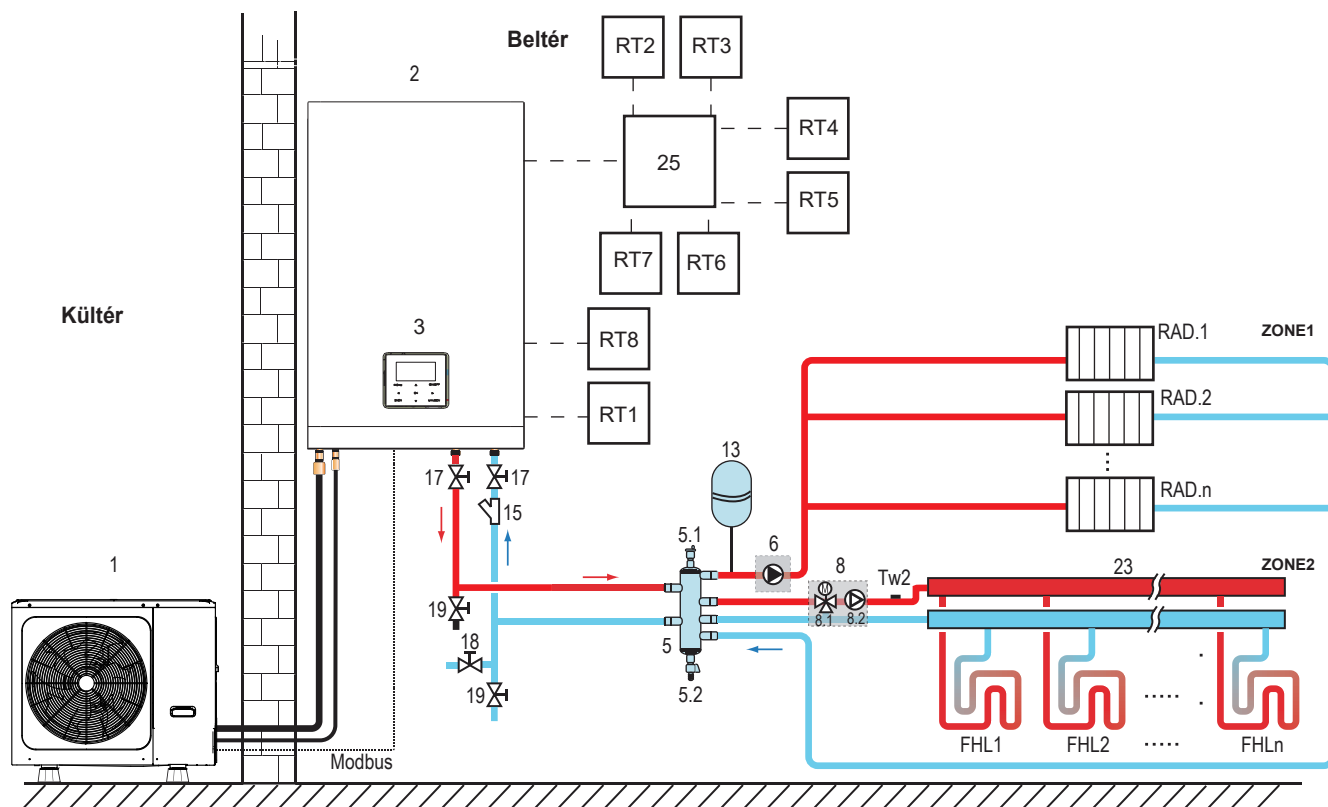 Beltér
RT2
RT3
2
RT4
25
RT5
RT7
RT6
Kültér
3
RT8
RT1
RAD.1
ZONE1
RAD.2
RAD.n
17
17
13
15
5.1
6
8
Tw2
23
ZONE2
1
19
8.1
8.2
18
5
19
5.2
FHL1
FHL2
FHLn
Modbus
M